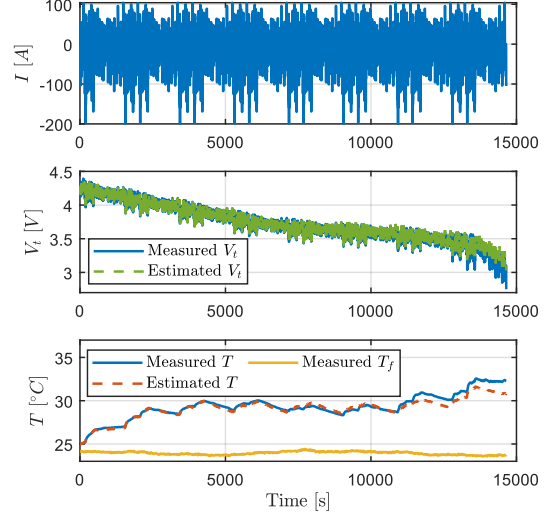 100
0
-100
-200
I [A]
0 5000 10000 15000
4.5
4
3.5
3
V_t [V]
Measured V_t
Estimated V_t
0 5000 10000 15000
35
30
25
T [°C]
Measured T Measured T_f
Estimated T
0 5000 10000 15000
Time [s]